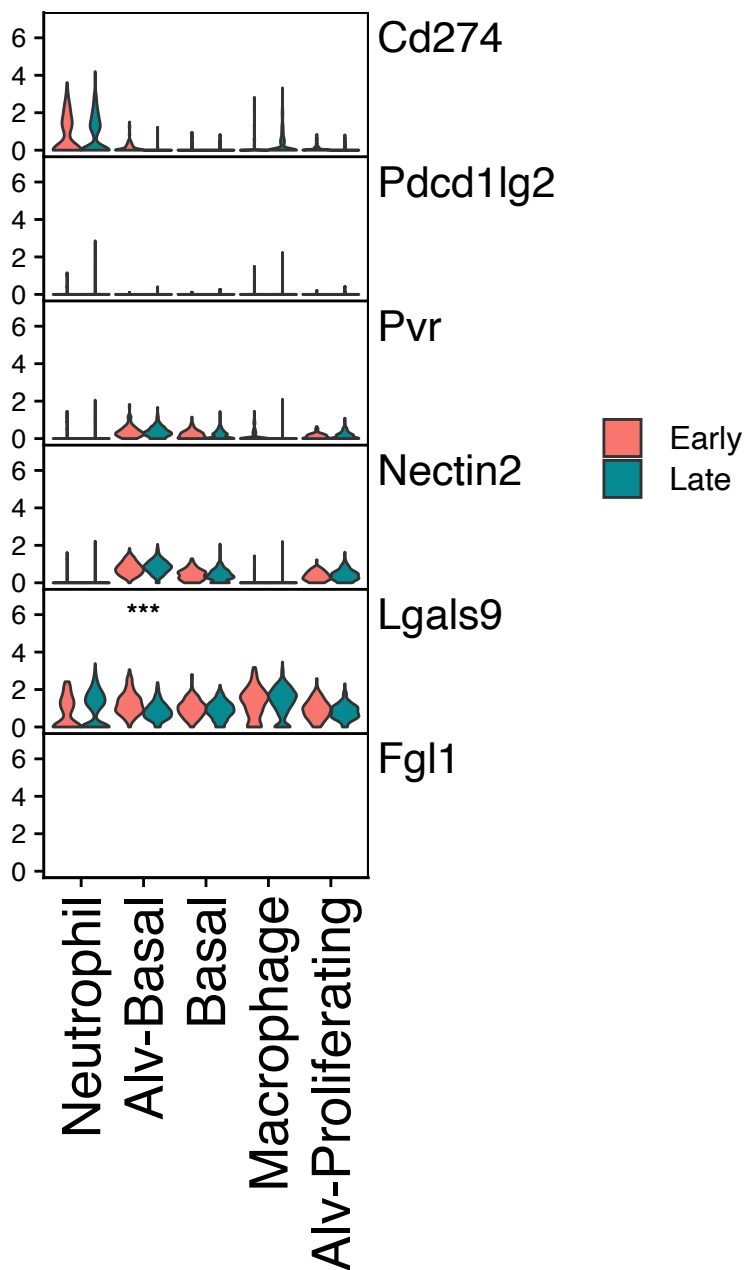 6
4
2
0
Cd274
6
4
2
0
Pdcd1lg2
6
4
2
0
Pvr
6
4
2
0
Nectin2
Early
Late
***
6
4
2
0
Lgals9
6
4
2
0
Fgl1
Neutrophil
Alv-Basal
Basal
Macrophage
Alv-Proliferating